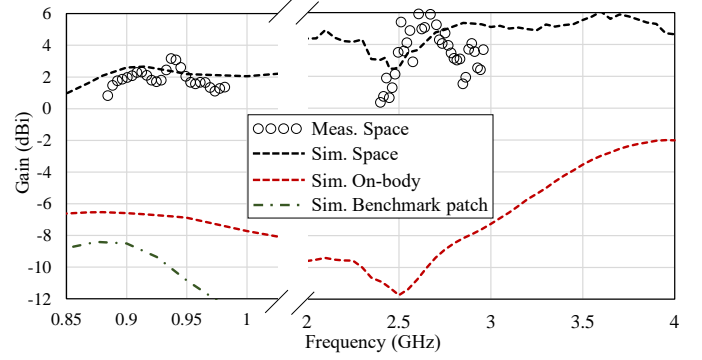 6
4
2
0
-2
-4
-6
-8
-10
-12
Gain (dBi)
Meas. Space
Sim. Space
Sim. On-body
Sim. Benchmark patch
0.85 0.9 0.95 1 2 2.5 3 3.5 4
Frequency (GHz)